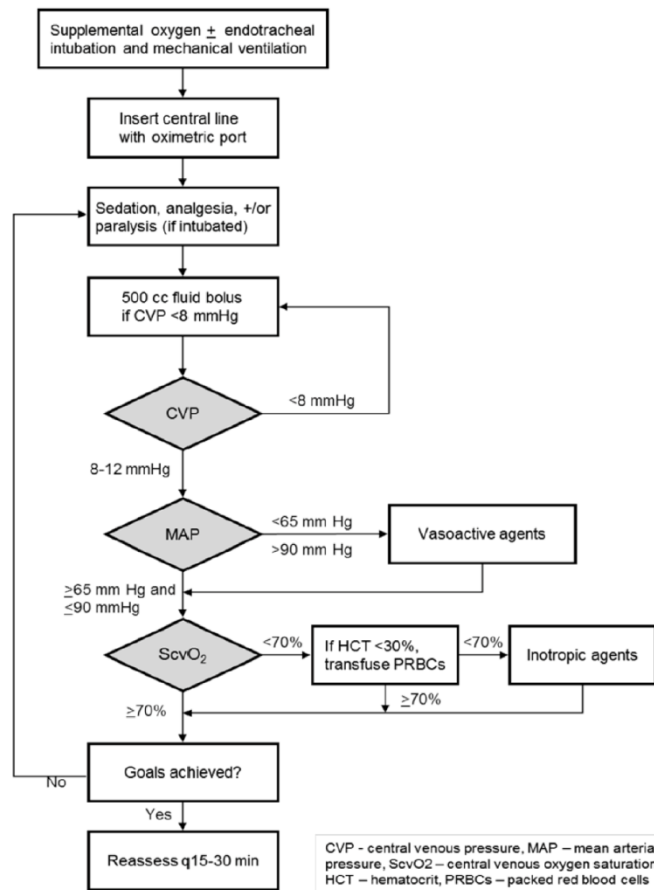 Supplemental oxygen ± endotracheal
intubation and mechanical ventilation
Insert central line
with oximetric port
Sedation, analgesia, +/or
paralysis (if intubated)
500 cc fluid bolus
if CVP <8 mmHg
CVP
<8 mmHg
8-12 mmHg
MAP
<65 mm Hg
>90 mm Hg
Vasoactive agents
≥65 mm Hg and
≤90 mmHg
ScvO₂
<70%
If HCT <30%,
transfuse PRBCs
<70%
Inotropic agents
≥70%
≥70%
Goals achieved?
No
Yes
Reassess q15-30 min
CVP - central venous pressure, MAP – mean arteria
pressure, ScvO2 – central venous oxygen saturation
HCT – hematocrit, PRBCs – packed red blood cells